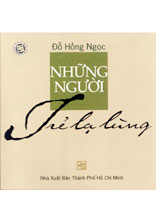 Đỗ Hồng Ngọc
NHỮNG
NGƯỜI
Trẻ lạ lùng
Nhà Xuất Bản Thành Phố Hồ Chí Minh